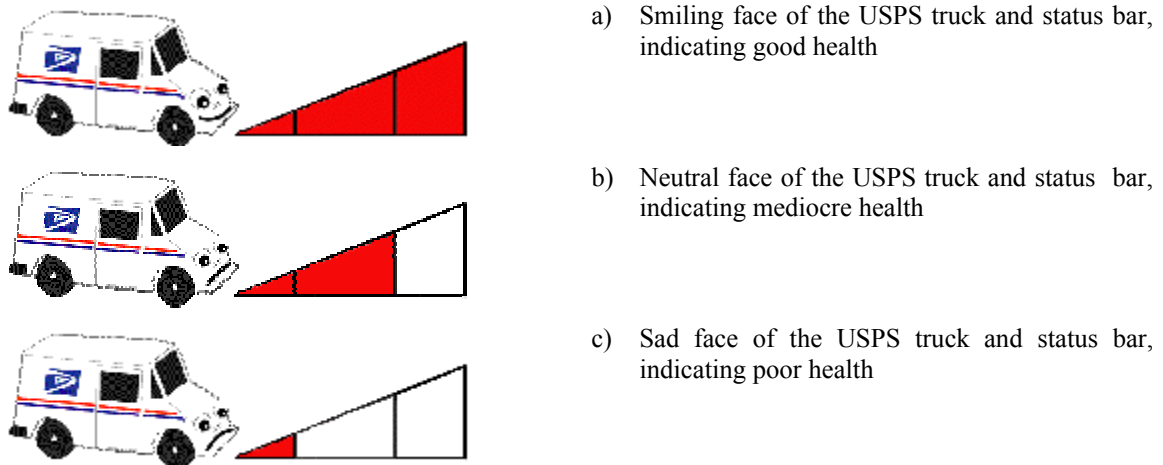 a) Smiling face of the USPS truck and status bar,
indicating good health
b) Neutral face of the USPS truck and status bar,
indicating mediocre health
c) Sad face of the USPS truck and status bar,
indicating poor health